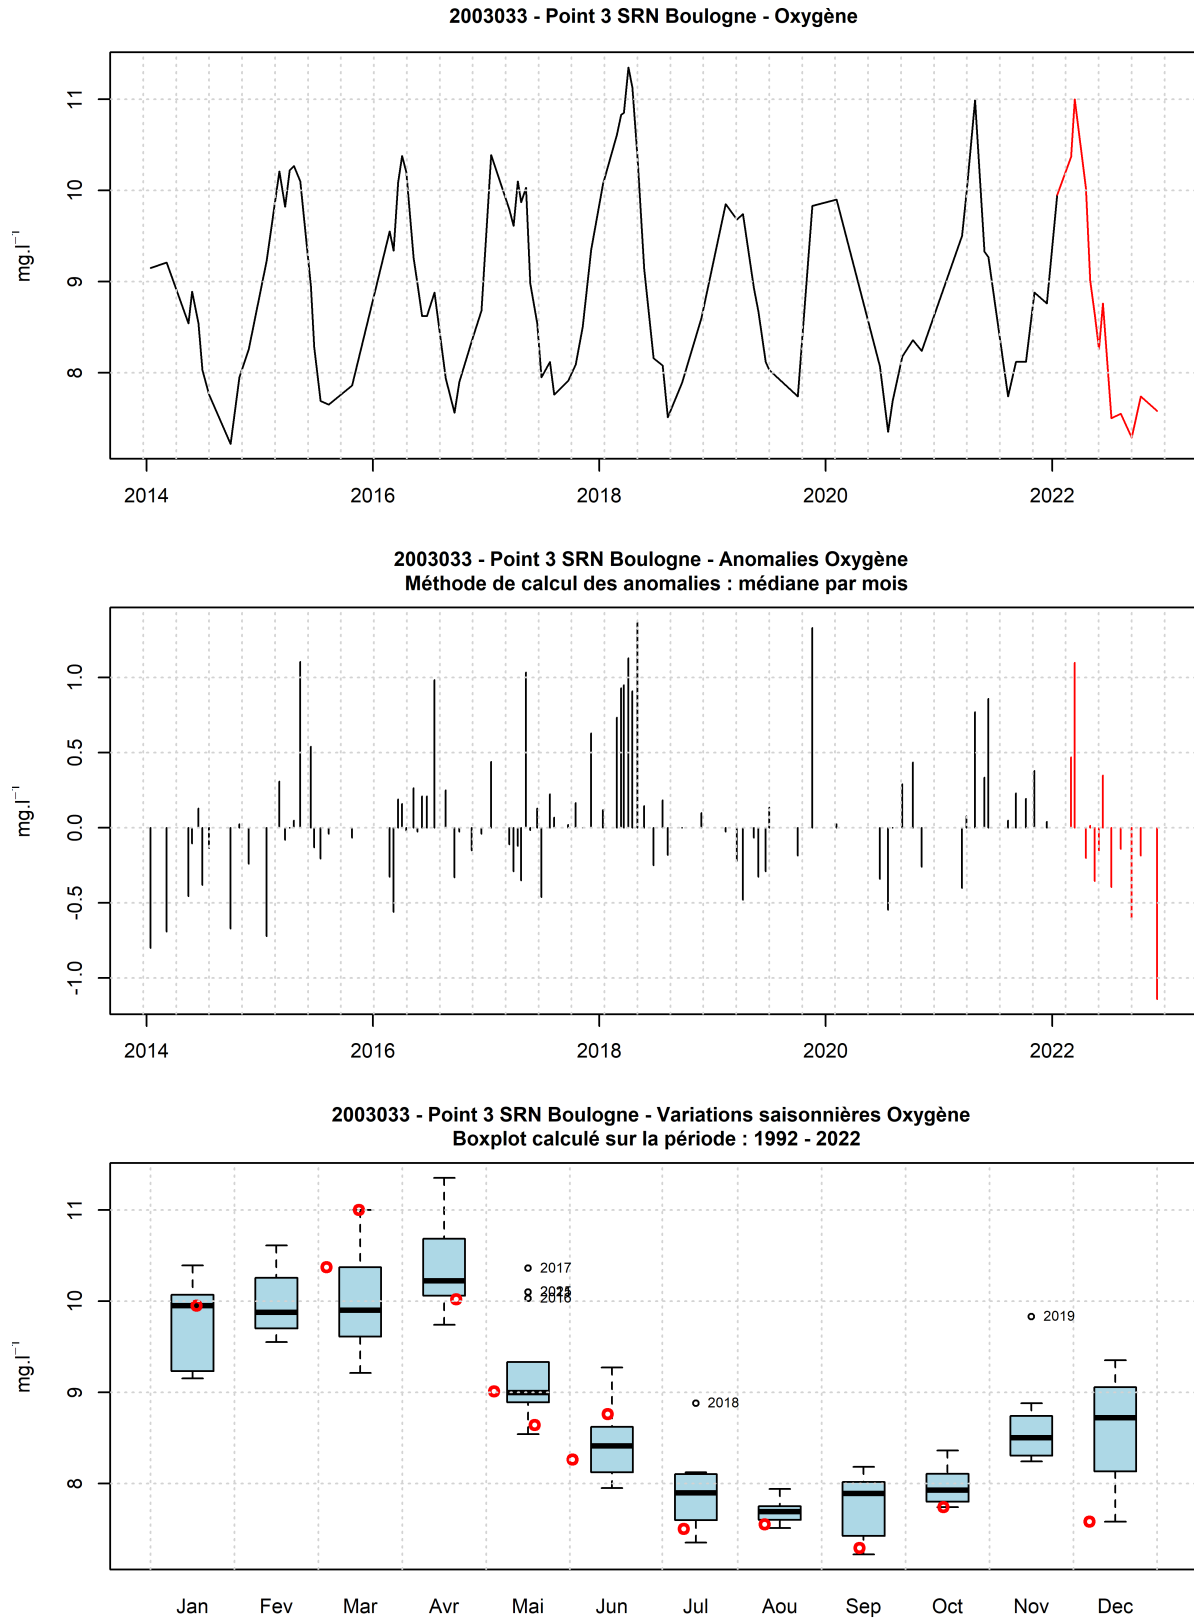 2003033 - Point 3 SRN Boulogne - Oxygène
mg.l⁻¹
11
10
9
8
2014 2016 2018 2020 2022
2003033 - Point 3 SRN Boulogne - Anomalies Oxygène
Méthode de calcul des anomalies : médiane par mois
mg.l⁻¹
1.0
0.5
0.0
-0.5
-1.0
2014 2016 2018 2020 2022
2003033 - Point 3 SRN Boulogne - Variations saisonnières Oxygène
Boxplot calculé sur la période : 1992 - 2022
mg.l⁻¹
11
10
9
8
2017
2016
2018
2019
Jan Fev Mar Avr Mai Jun Jul Aou Sep Oct Nov Dec